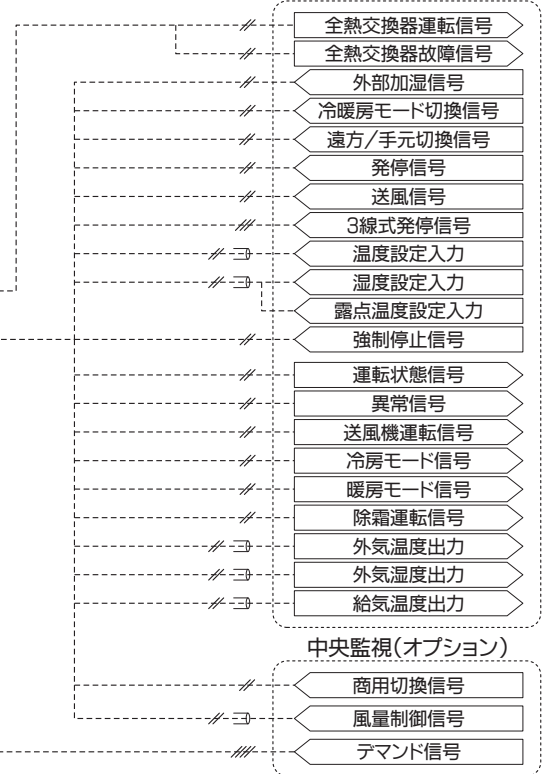 全熱交換器運転信号
全熱交換器故障信号
外部加湿信号
冷暖房モード切換信号
遠方/手元切換信号
発停信号
送風信号
3線式発停信号
温度設定入力
湿度設定入力
露点温度設定入力
強制停止信号
運転状態信号
異常信号
送風機運転信号
冷房モード信号
暖房モード信号
除霜運転信号
外気温度出力
外気湿度出力
給気温度出力
中央監視(オプション)
商用切換信号
風量制御信号
デマンド信号